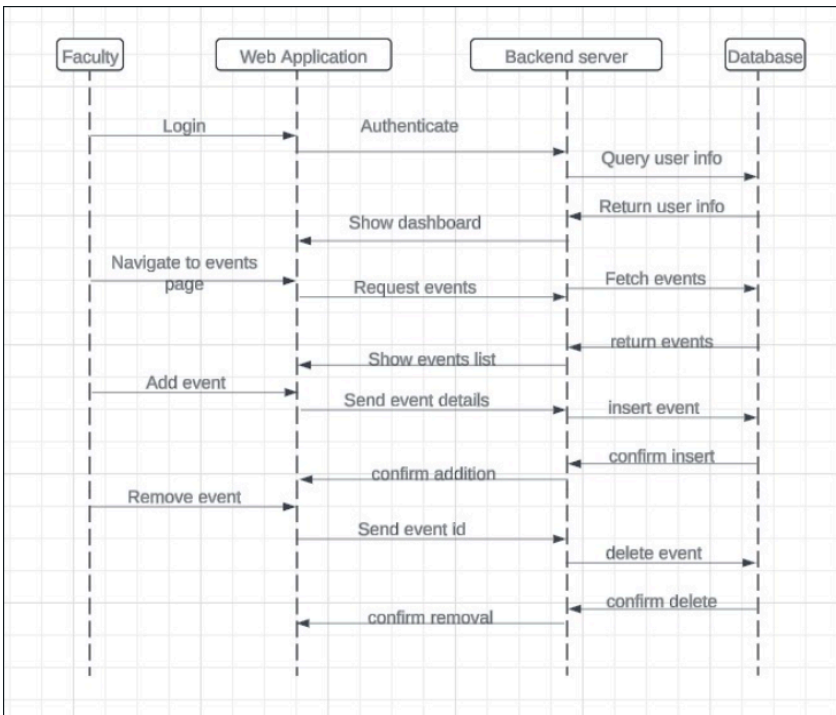 Faculty
Web Application
Backend server
Database
Login
Authenticate
Query user info
Return user info
Show dashboard
Navigate to events
page
Request events
Fetch events
return events
Show events list
Add event
Send event details
insert event
confirm insert
confirm addition
Remove event
Send event id
delete event
confirm delete
confirm removal